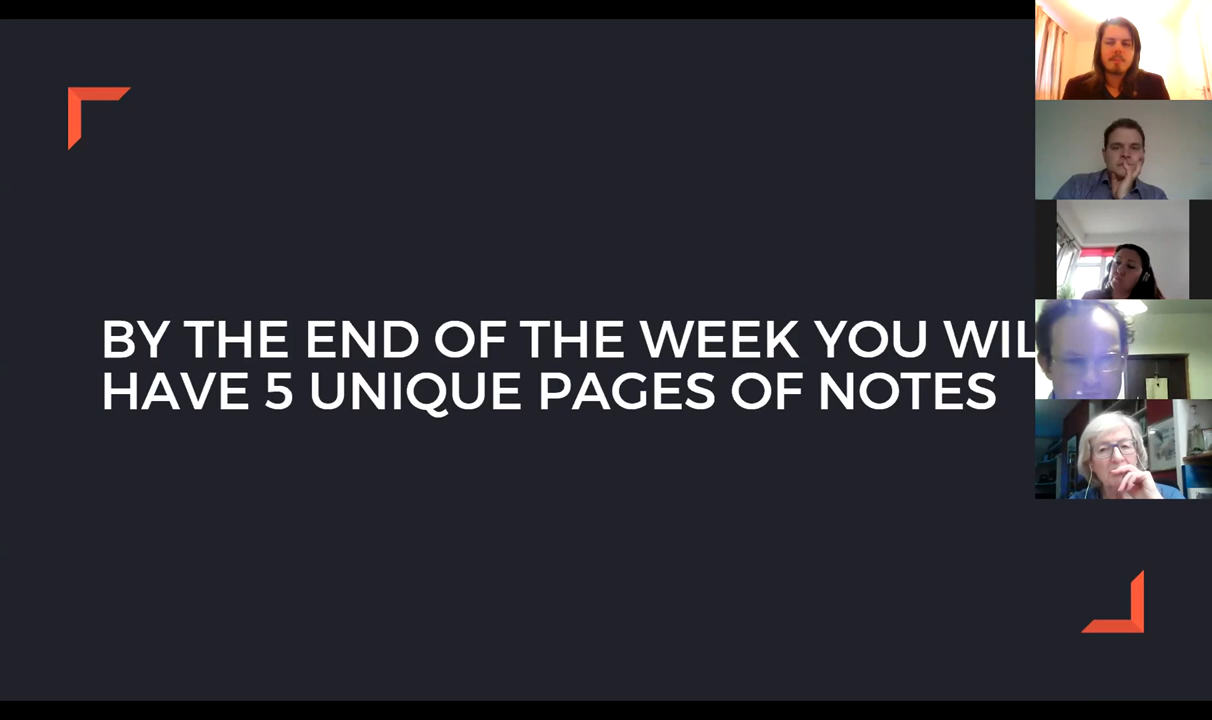 BY THE END OF THE WEEK YOU WIL
HAVE 5 UNIQUE PAGES OF NOTES